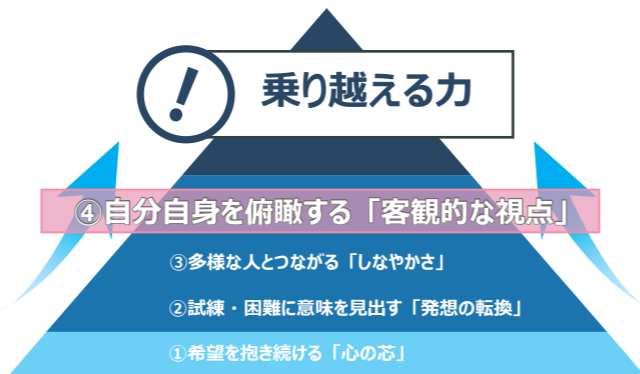 !
乗り越える力
④自分自身を俯瞰する「客観的な視点」
③多様な人とつながる「しなやかさ」
②試練・困難に意味を見出す「発想の転換」
①希望を抱き続ける「心の芯」